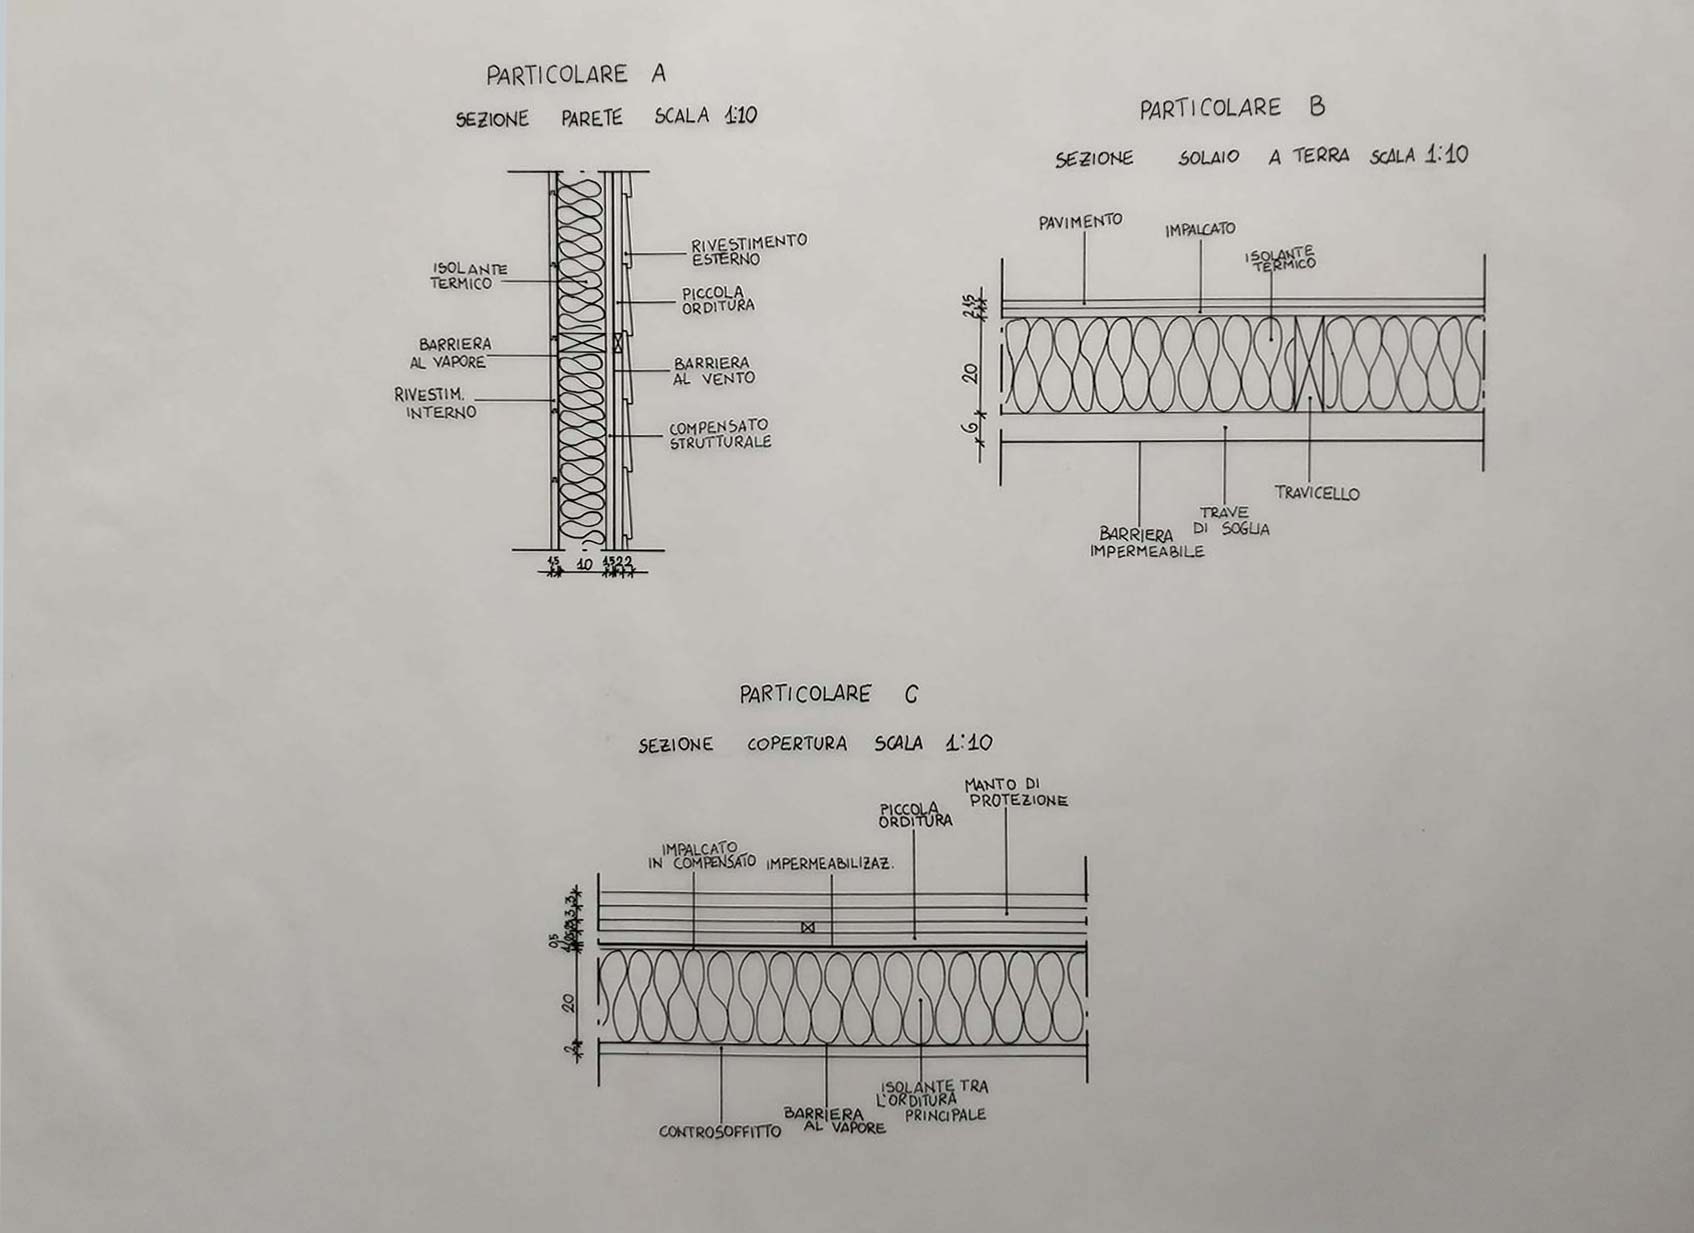 PARTICOLARE A
SEZIONE PARETE SCALA 1:10
RIVESTIMENTO
ESTERNO
ISOLANTE
TERMICO
PICCOLA
ORDITURA
BARRIERA
AL VAPORE
BARRIERA
AL VENTO
RIVESTIM.
INTERNO
COMPENSATO
STRUTTURALE
1,5 10 1,5 2 2
PARTICOLARE B
SEZIONE SOLAIO A TERRA SCALA 1:10
PAVIMENTO
IMPALCATO
ISOLANTE
TERMICO
20
6
TRAVICELLO
TRAVE
DI SOGLIA
BARRIERA
IMPERMEABILE
PARTICOLARE C
SEZIONE COPERTURA SCALA 1:10
MANTO DI
PROTEZIONE
PICCOLA
ORDITURA
IMPALCATO
IN COMPENSATO
IMPERMEABILIZAZ.
3
3
0,5
20
2
ISOLANTE TRA
L'ORDITURA
PRINCIPALE
BARRIERA
AL VAPORE
CONTROSOFFITTO